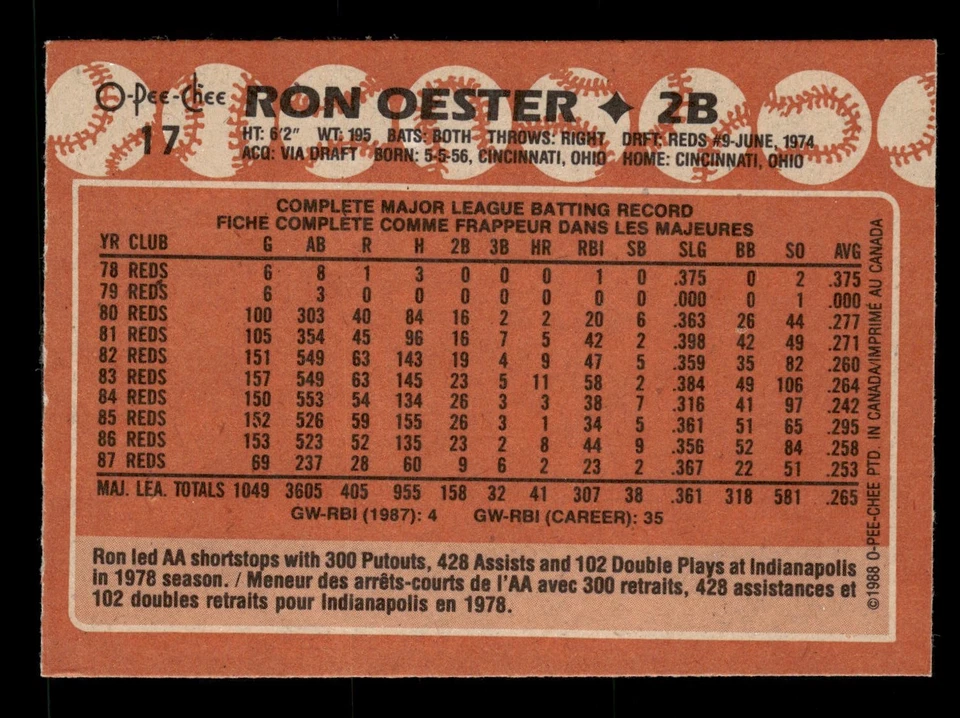 O-Pee-Chee RON OESTER ✦ 2B
17 HT: 6'2" WT: 195 BATS: BOTH THROWS: RIGHT DRFT: REDS #9-JUNE, 1974
ACQ: VIA DRAFT BORN: 5-5-56, CINCINNATI, OHIO HOME: CINCINNATI, OHIO
COMPLETE MAJOR LEAGUE BATTING RECORD
FICHE COMPLÈTE COMME FRAPPEUR DANS LES MAJEURES
YR CLUB G AB R H 2B 3B HR RBI SB SLG BB SO AVG
78 REDS 6 8 1 3 0 0 0 1 0 .375 0 2 .375
79 REDS 6 3 0 0 0 0 0 0 0 .000 0 1 .000
80 REDS 100 303 40 84 16 2 2 20 6 .363 26 44 .277
81 REDS 105 354 45 96 16 7 5 42 2 .398 42 49 .271
82 REDS 151 549 63 143 19 4 9 47 5 .359 35 82 .260
83 REDS 157 549 63 145 23 5 11 58 2 .384 49 106 .264
84 REDS 150 553 54 134 26 3 3 38 7 .316 41 97 .242
85 REDS 152 526 59 155 26 3 1 34 5 .361 51 65 .295
86 REDS 153 523 52 135 23 2 8 44 9 .356 52 84 .258
87 REDS 69 237 28 60 9 6 2 23 2 .367 22 51 .253
MAJ. LEA. TOTALS 1049 3605 405 955 158 32 41 307 38 .361 318 581 .265
GW-RBI (1987): 4 GW-RBI (CAREER): 35
Ron led AA shortstops with 300 Putouts, 428 Assists and 102 Double Plays at Indianapolis
in 1978 season. / Meneur des arrêts-courts de l'AA avec 300 retraits, 428 assistances et
102 doubles retraits pour Indianapolis en 1978.
©1988 O-PEE-CHEE PTD. IN CANADA/IMPRIMÉ AU CANADA